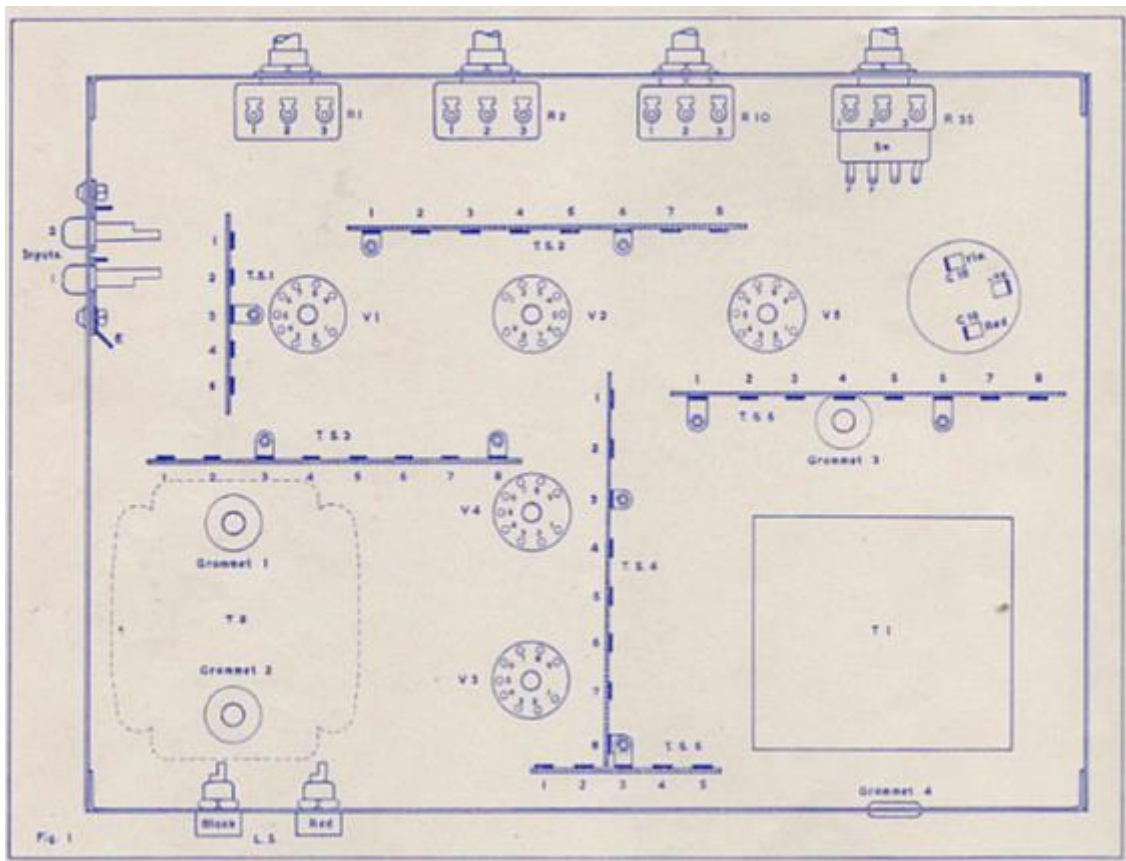 R1
R2
R10
R35
1 2 3
1 2 3
1 2 3
1 2 3
Sw
F F
2
Inputs
1
E
1 2 3 4 5 6 7 8
T.S.2
1
2
T.S.1
3
4
5
V1
V2
V5
C18
C18
Red
1 2 3 4 5 6 7 8
T.S.3
1 2 3 4 5 6 7 8
Grommet 3
V4
1
2
3
4
T.S.4
5
6
7
8
Grommet 1
T.2
Grommet 2
V3
T1
T.S.5
1 2 3 4 5
Grommet 4
Black
Red
L.S
Fig. 1